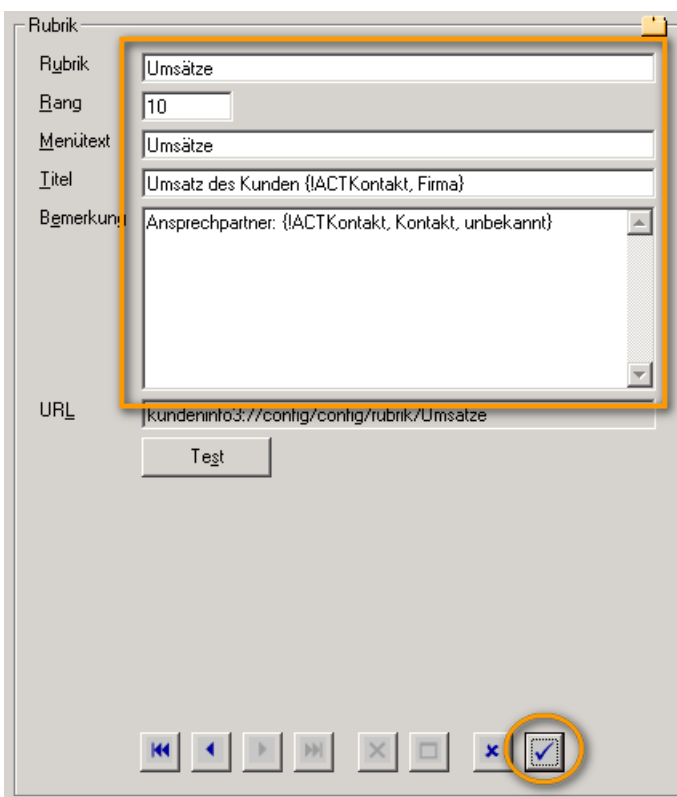 Rubrik
Rubrik Umsätze
Rang 10
Menütext Umsätze
Titel Umsatz des Kunden {!ACTKontakt, Firma}
Bemerkung Ansprechpartner: {!ACTKontakt, Kontakt, unbekannt}
URL kundeninfo3://config/config/rubrik/Umsätze
Test